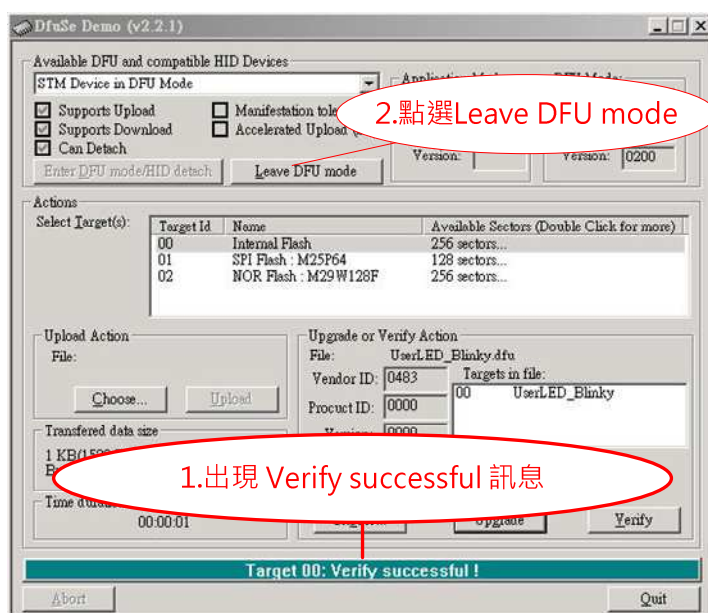 DfuSe Demo (v2.2.1)
Available DFU and compatible HID Devices
STM Device in DFU Mode
Supports Upload
Manifestation tole
Supports Download
Accelerated Upload (
Can Detach
Enter DFU mode/HID detach
Leave DFU mode
2.點選Leave DFU mode
Version:
Version: 0200
Actions
Select Target(s):
Target Id Name Available Sectors (Double Click for more)
00 Internal Flash 256 sectors...
01 SPI Flash : M25P64 128 sectors...
02 NOR Flash : M29W128F 256 sectors...
Upload Action
File:
Choose... Upload
Upgrade or Verify Action
File: UserLED_Blinky.dfu
Vendor ID: 0483
Procuct ID: 0000
0000
Targets in file:
00 UserLED_Blinky
Transfered data size
1 KB
1.出現 Verify successful 訊息
00:00:01
Upgrade
Verify
Target 00: Verify successful !
Abort
Quit